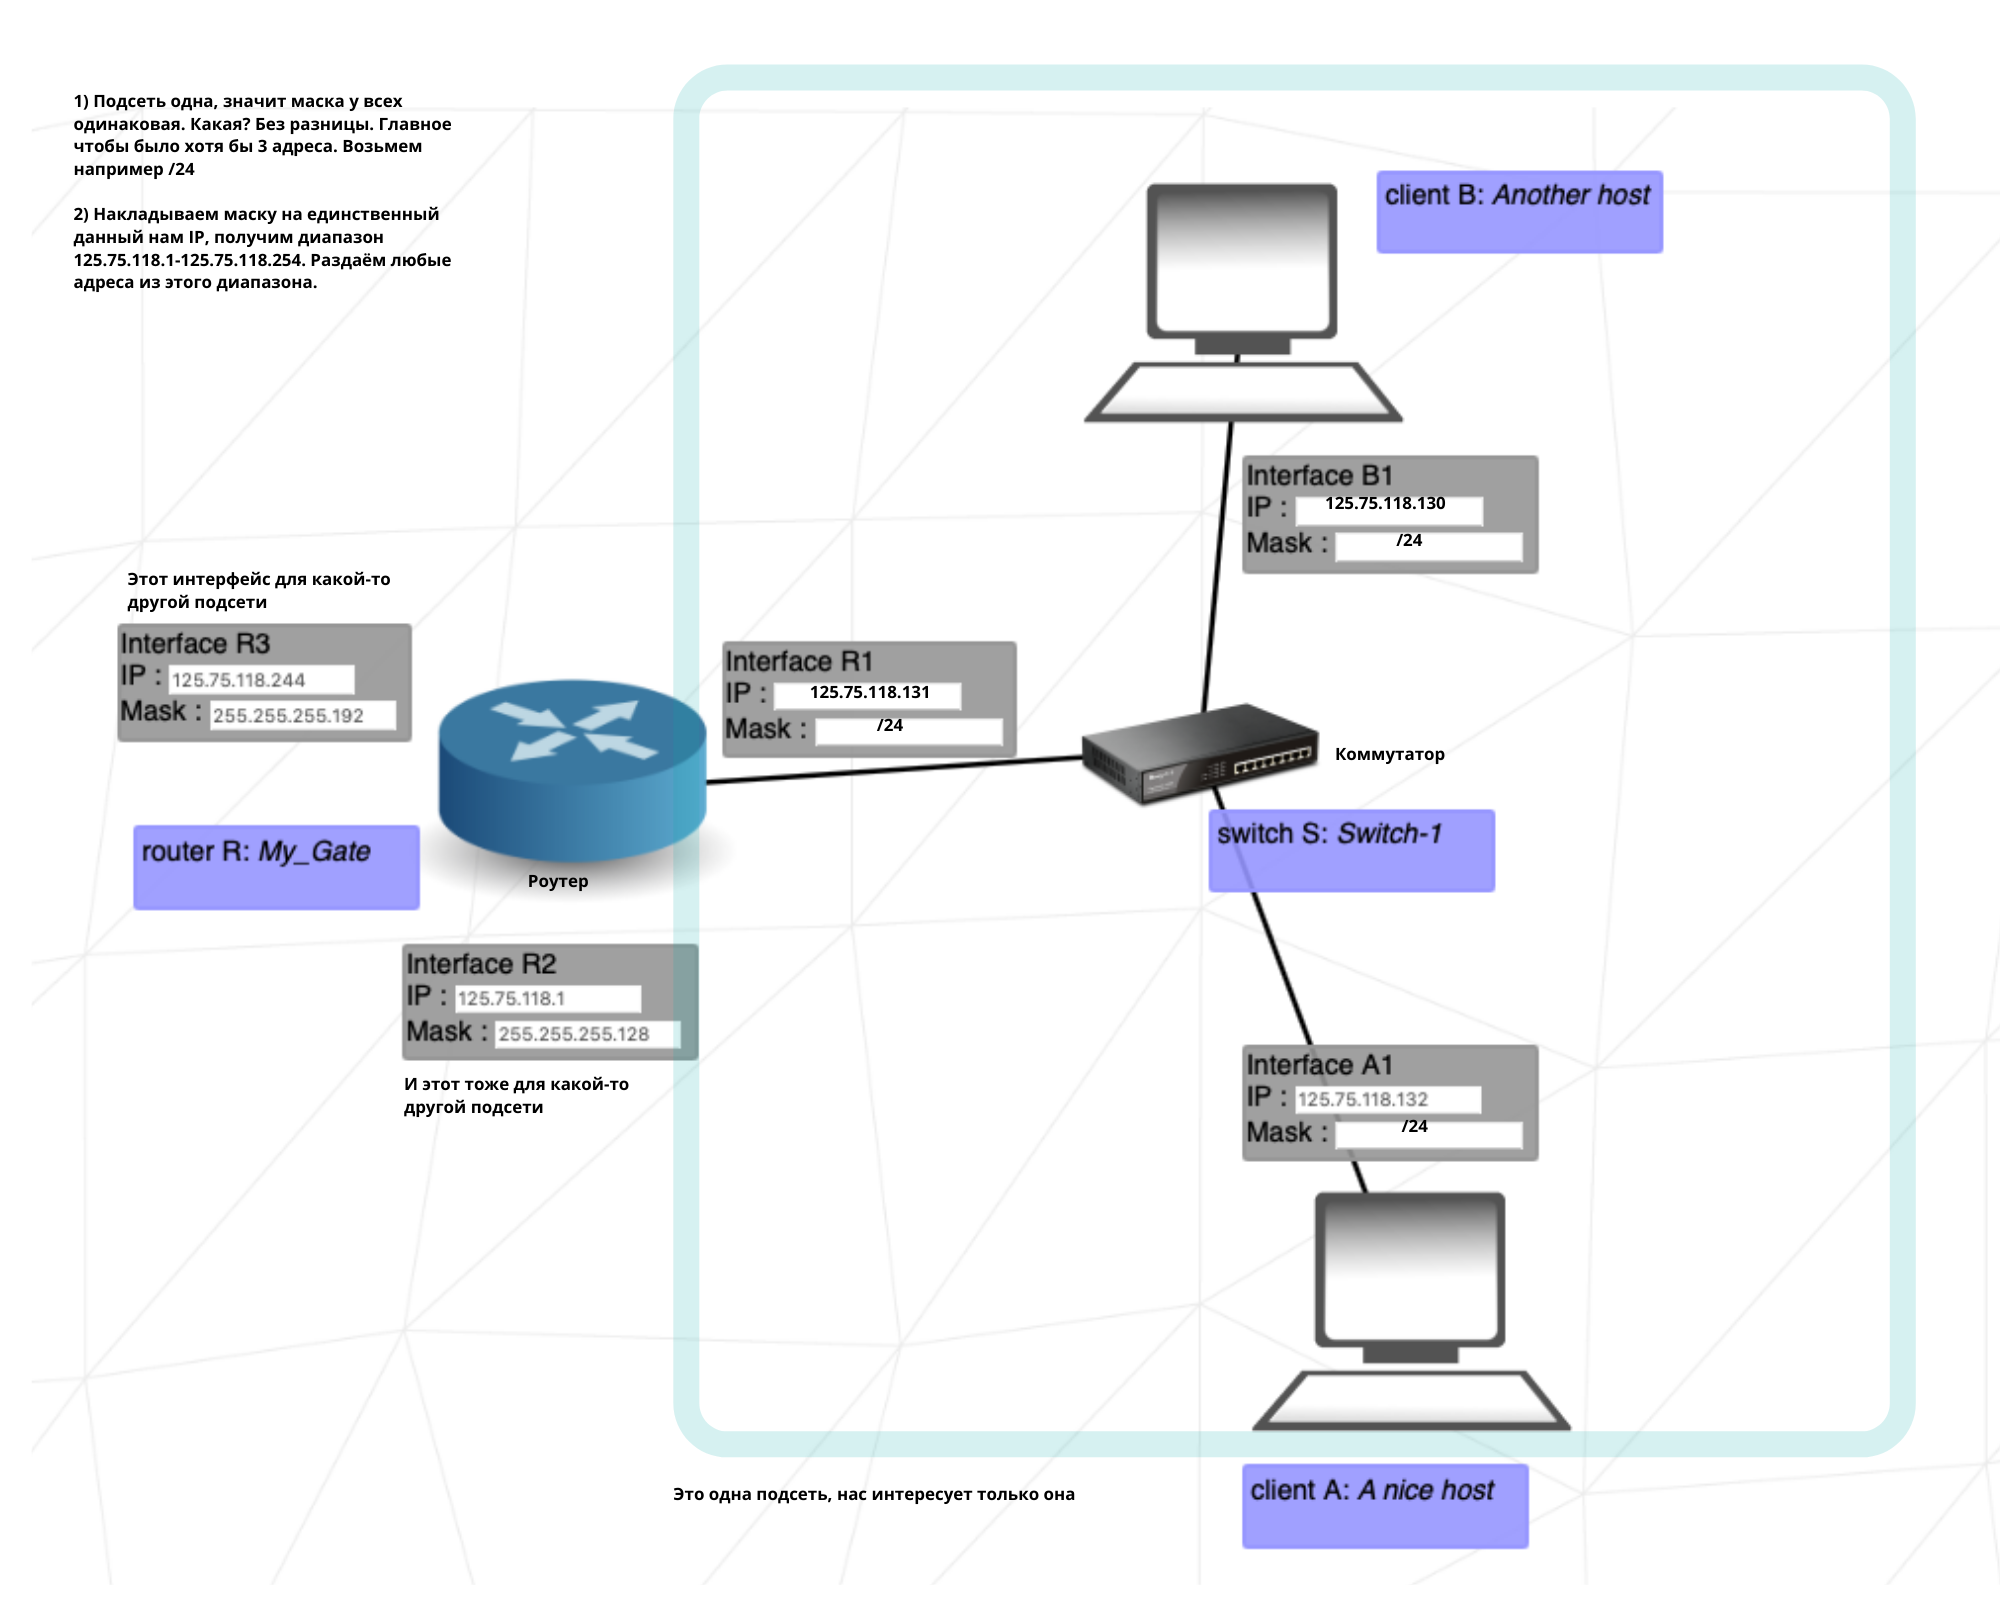 1) Подсеть одна, значит маска у всех
одинаковая. Какая? Без разницы. Главное
чтобы было хотя бы 3 адреса. Возьмем
например /24
2) Накладываем маску на единственный
данный нам IP, получим диапазон
125.75.118.1-125.75.118.254. Раздаём любые
адреса из этого диапазона.
client B: Another host
Interface B1
IP : 125.75.118.130
Mask : /24
Этот интерфейс для какой-то
другой подсети
Interface R3
IP : 125.75.118.244
Mask : 255.255.255.192
Interface R1
IP : 125.75.118.131
Mask : /24
Коммутатор
switch S: Switch-1
router R: My_Gate
Роутер
Interface R2
IP : 125.75.118.1
Mask : 255.255.255.128
И этот тоже для какой-то
другой подсети
Interface A1
IP : 125.75.118.132
Mask : /24
Это одна подсеть, нас интересует только она
client A: A nice host